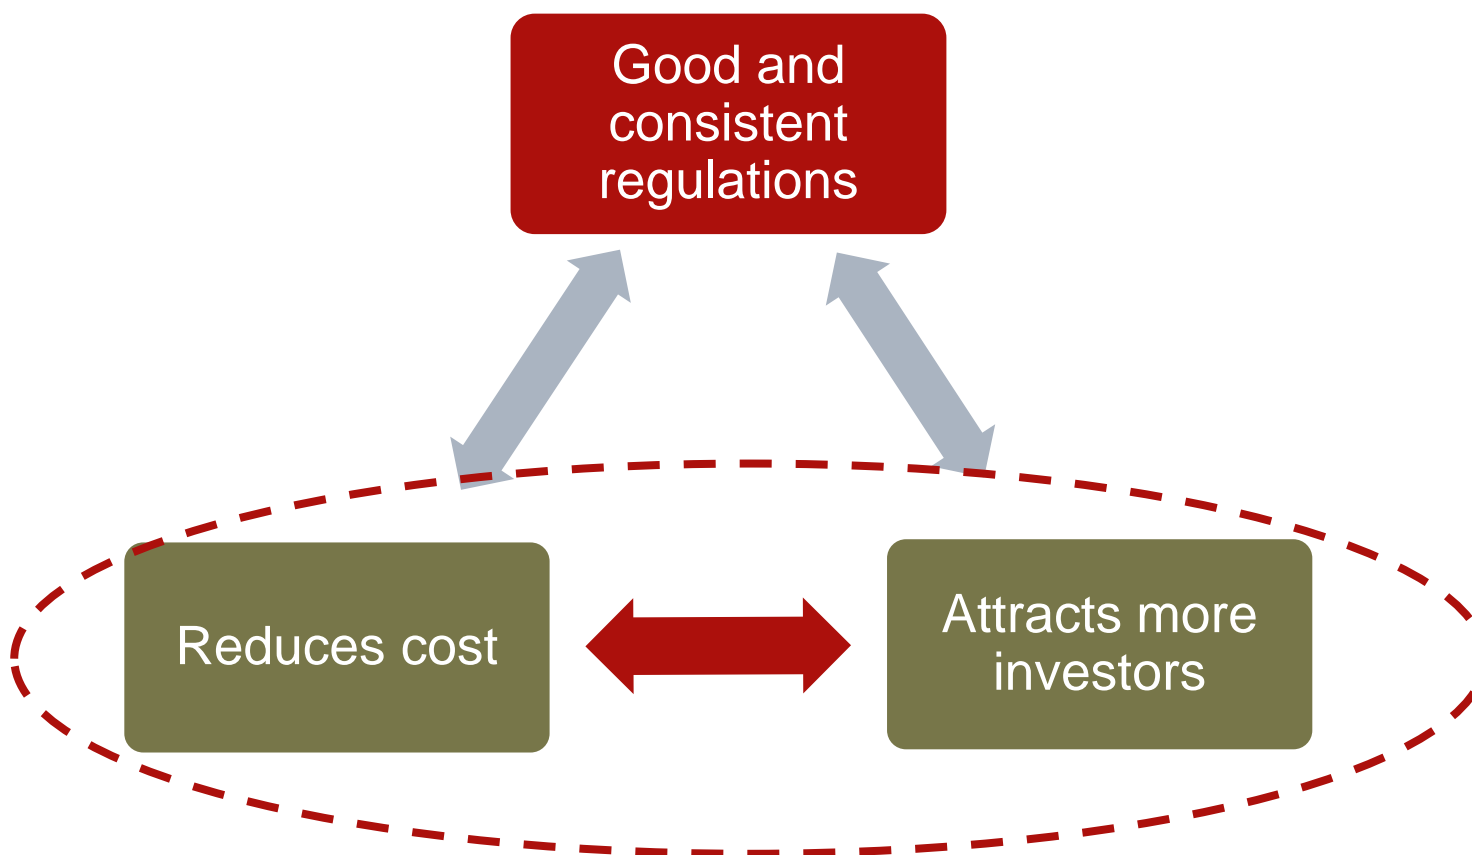 Good and
consistent
regulations
Reduces cost
Attracts more
investors